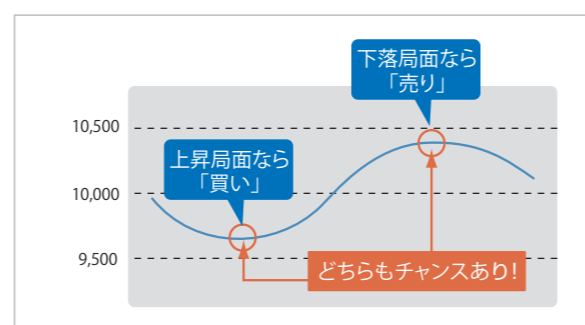 下落局面なら
「売り」
10,500
上昇局面なら
「買い」
10,000
9,500
どちらもチャンスあり!